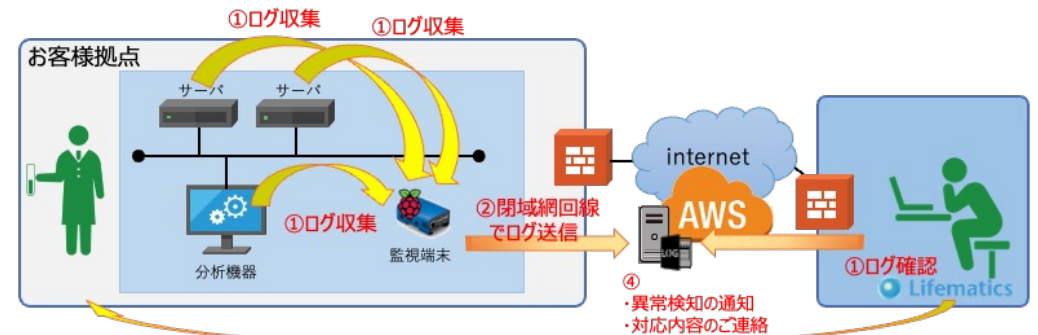 ①ログ収集
①ログ収集
お客様拠点
サーバ
サーバ
internet
AWS
①ログ収集
②閉域網回線
でログ送信
LOG
分析機器
監視端末
①ログ確認
Lifematics
④
・異常検知の通知
・対応内容のご連絡